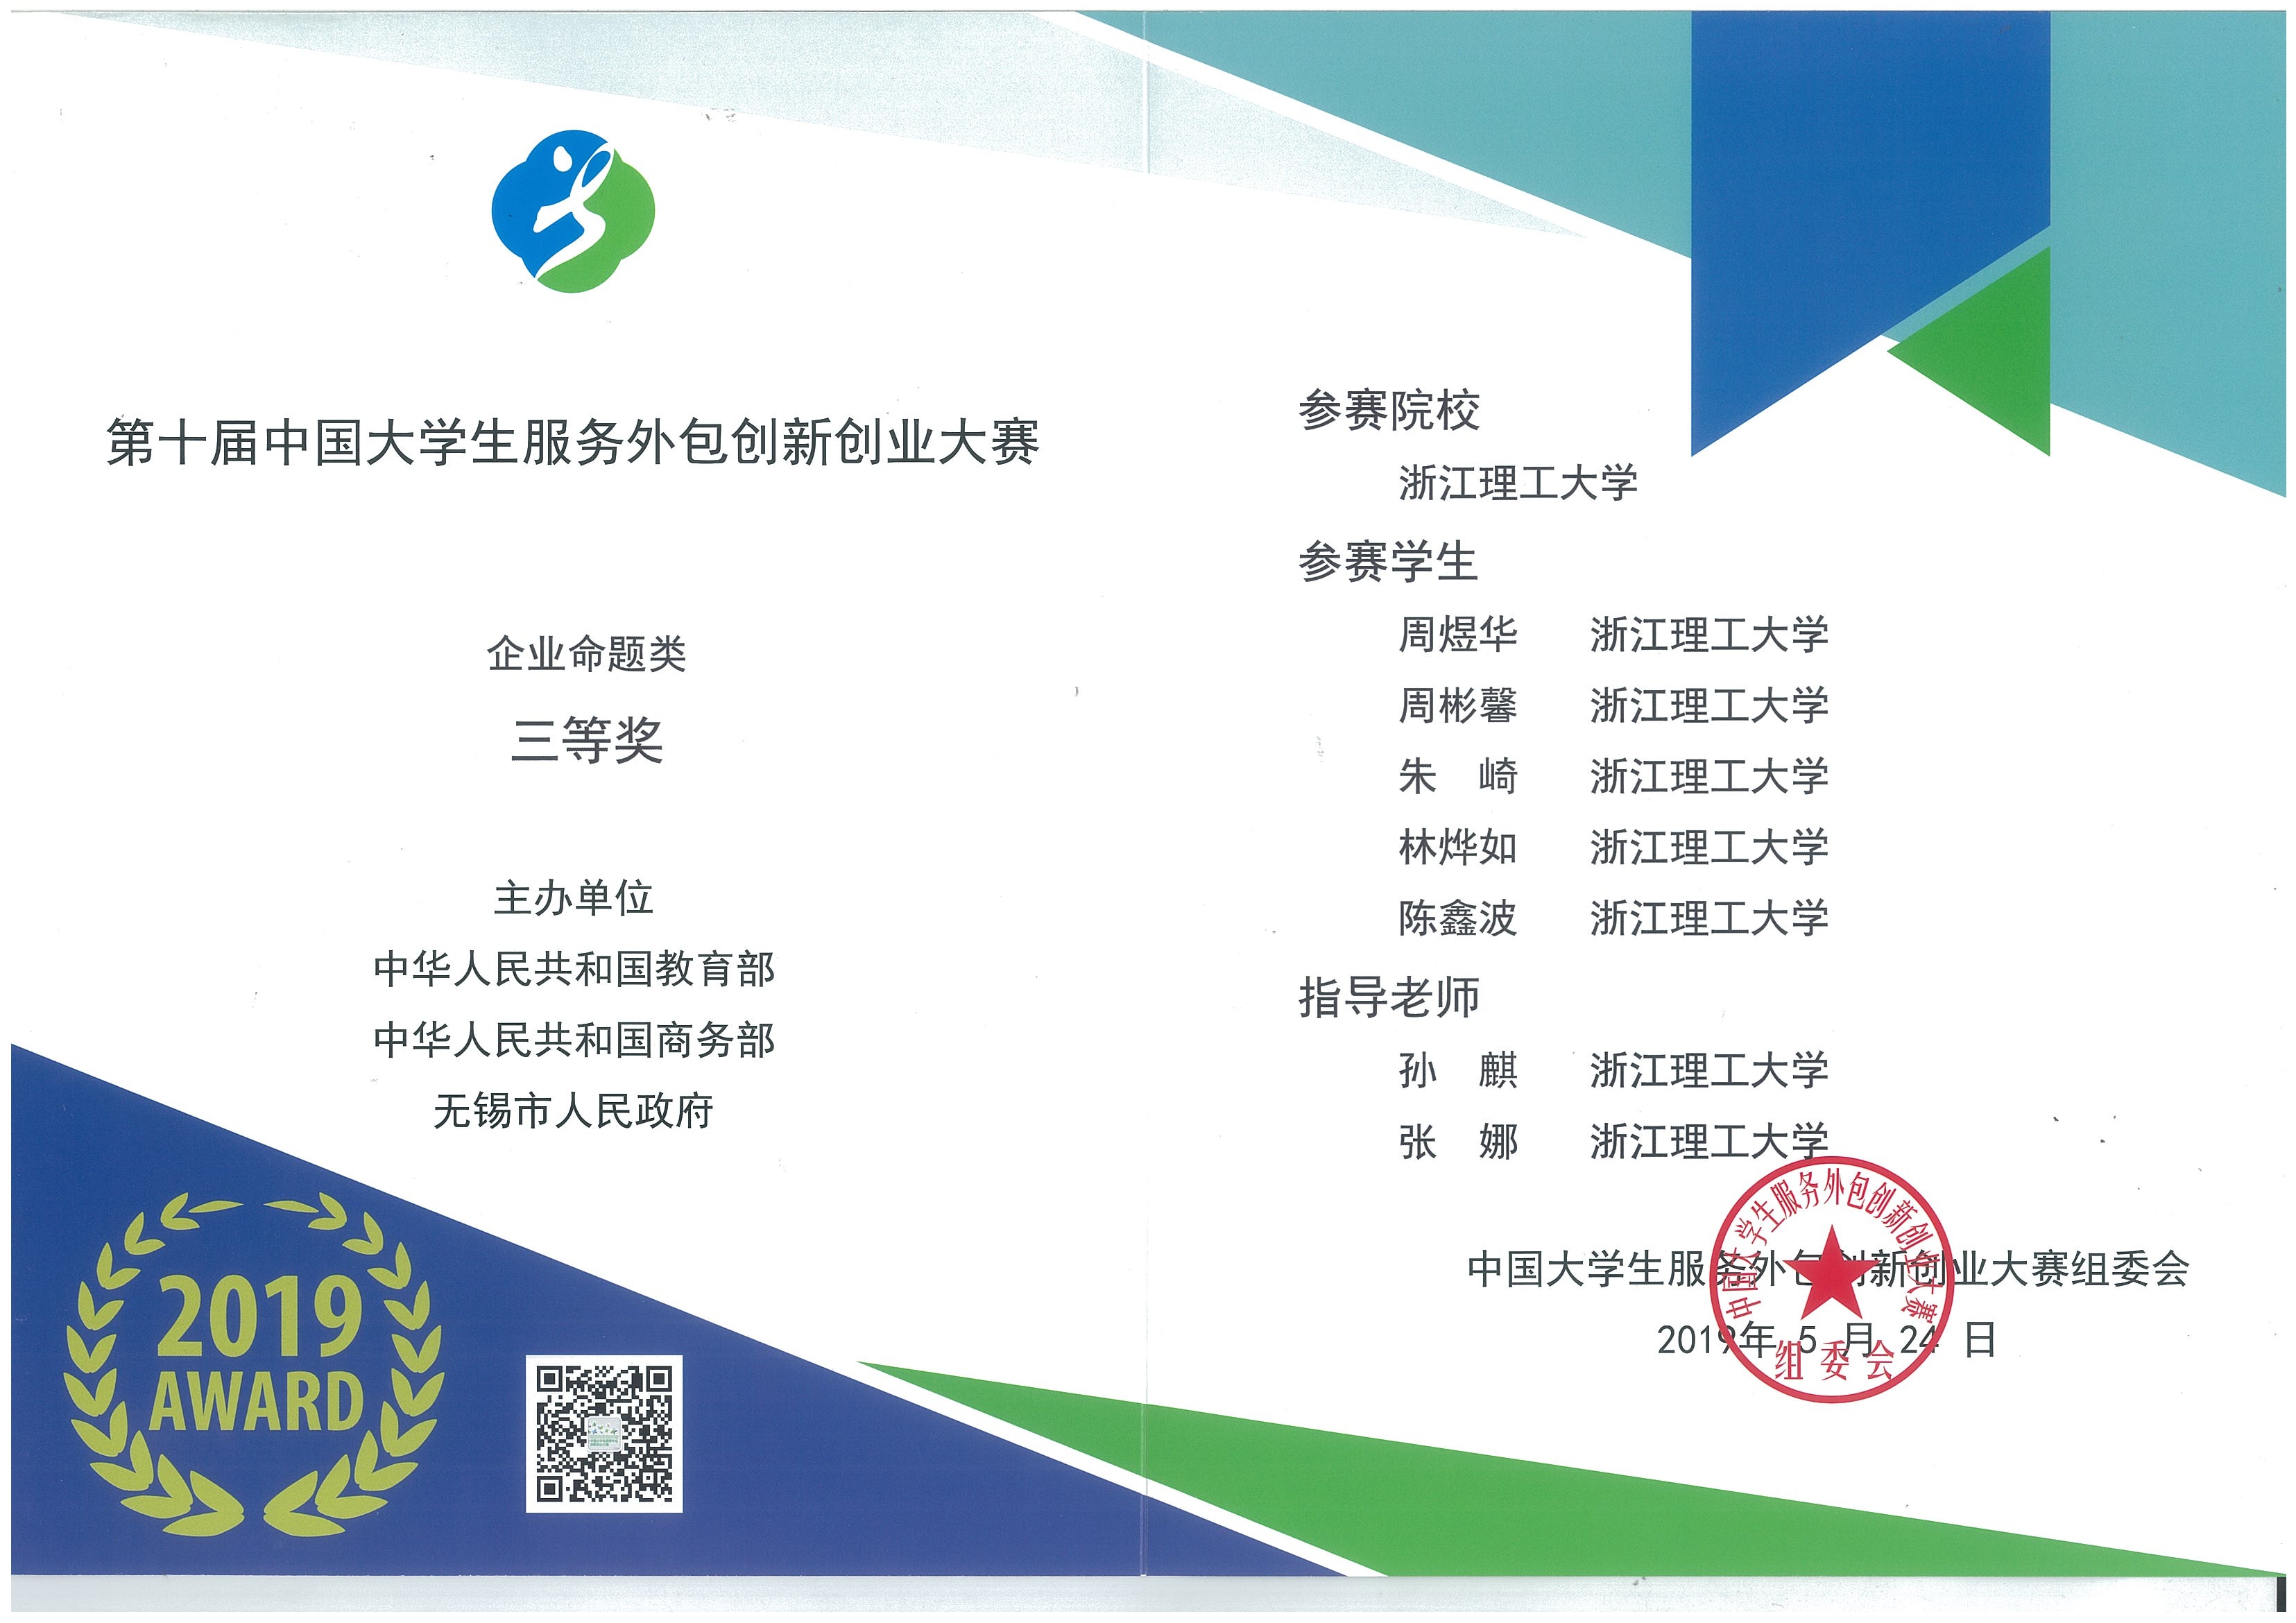 第十届中国大学生服务外包创新创业大赛
企业命题类
三等奖
主办单位
中华人民共和国教育部
中华人民共和国商务部
无锡市人民政府
2019
AWARD
参赛院校
浙江理工大学
参赛学生
周煜华 浙江理工大学
周彬馨 浙江理工大学
朱 崎 浙江理工大学
林烨如 浙江理工大学
陈鑫波 浙江理工大学
指导老师
孙 麒 浙江理工大学
张 娜 浙江理工大学
中国大学生服务外包创新创业大赛组委会
2019年 5 月 24 日
中国大学生服务外包创新创业大赛
组委会